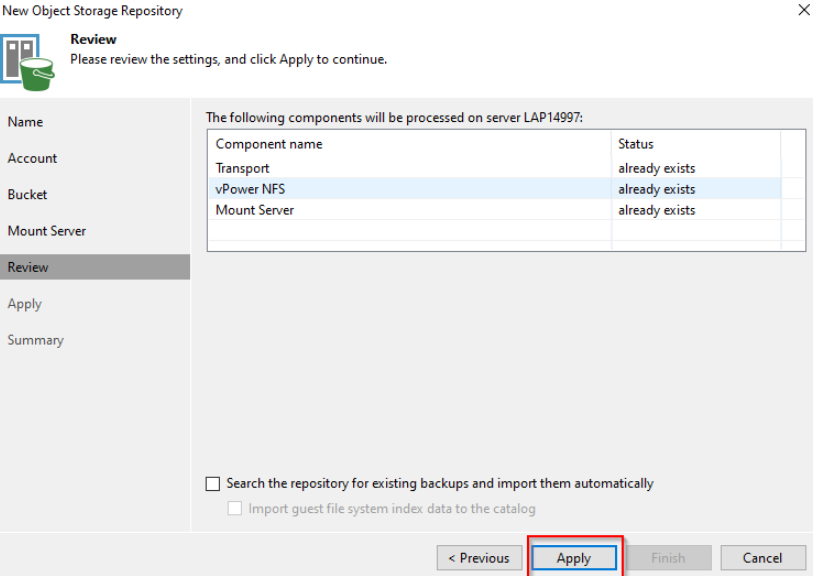 New Object Storage Repository
Review
Please review the settings, and click Apply to continue.
Name
Account
Bucket
Mount Server
Review
Apply
Summary
The following components will be processed on server LAP14997:
Component name Status
Transport already exists
vPower NFS already exists
Mount Server already exists
Search the repository for existing backups and import them automatically
Import guest file system index data to the catalog
< Previous Apply Finish Cancel